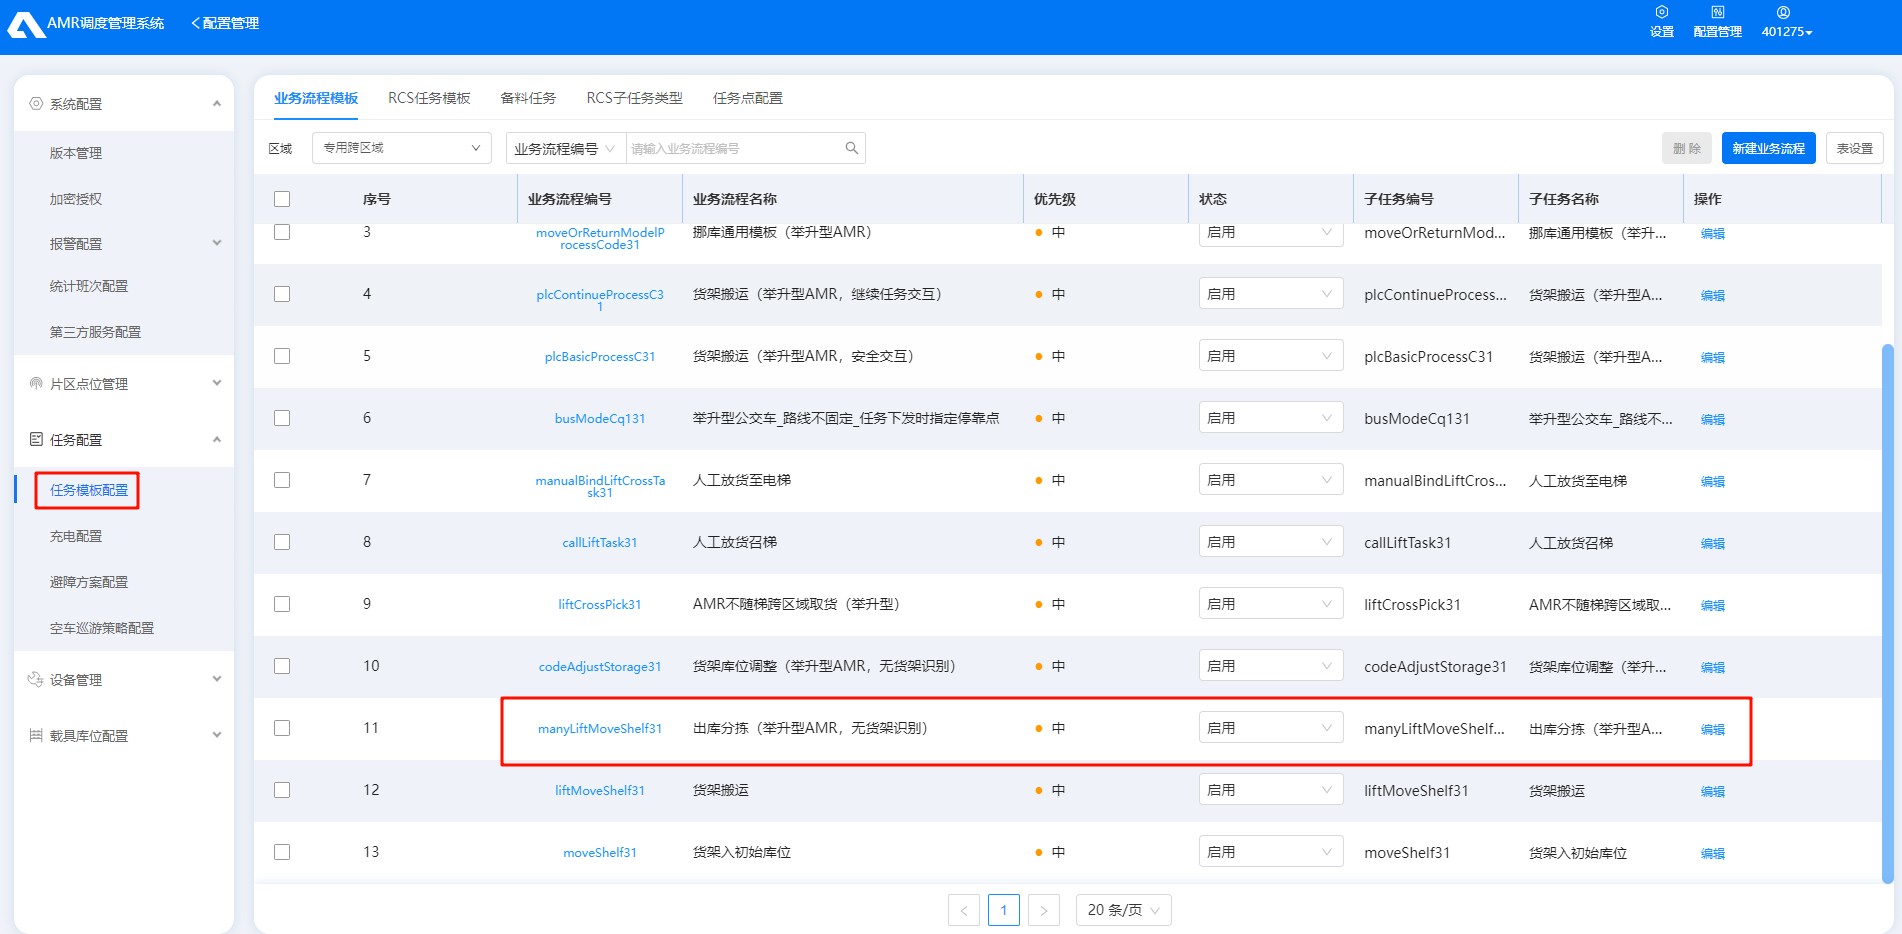 AMR调度管理系统 配置管理
设置 配置管理 401275
系统配置
版本管理
加密授权
报警配置
统计班次配置
第三方服务配置
片区点位管理
任务配置
任务模板配置
充电配置
避障方案配置
空车巡游策略配置
设备管理
载具库位配置
业务流程模板 RCS任务模板 备料任务 RCS子任务类型 任务点配置
区域 专用跨区域 业务流程编号 请输入业务流程编号 删 除 新建业务流程 表设置
序号 业务流程编号 业务流程名称 优先级 状态 子任务编号 子任务名称 操作
3 moveOrReturnModelP 挪库通用模板（举升型AMR） 中 启用 moveOrReturnMod... 挪库通用模板（举升... 编辑
rocessCode31
4 plcContinueProcessC3 货架搬运（举升型AMR，继续任务交互） 中 启用 plcContinueProcess... 货架搬运（举升型A... 编辑
1
5 plcBasicProcessC31 货架搬运（举升型AMR，安全交互） 中 启用 plcBasicProcessC31 货架搬运（举升型A... 编辑
6 busModeCq131 举升型公交车_路线不固定_任务下发时指定停靠点 中 启用 busModeCq131 举升型公交车_路线不... 编辑
7 manualBindLiftCrossTa 人工放货至电梯 中 启用 manualBindLiftCros... 人工放货至电梯 编辑
sk31
8 callLiftTask31 人工放货召梯 中 启用 callLiftTask31 人工放货召梯 编辑
9 liftCrossPick31 AMR不随梯跨区域取货（举升型） 中 启用 liftCrossPick31 AMR不随梯跨区域取... 编辑
10 codeAdjustStorage31 货架库位调整（举升型AMR，无货架识别） 中 启用 codeAdjustStorage31 货架库位调整（举升... 编辑
11 manyLiftMoveShelf31 出库分拣（举升型AMR，无货架识别） 中 启用 manyLiftMoveShelf... 出库分拣（举升型A... 编辑
12 liftMoveShelf31 货架搬运 中 启用 liftMoveShelf31 货架搬运 编辑
13 moveShelf31 货架入初始库位 中 启用 moveShelf31 货架入初始库位 编辑
< 1 > 20 条/页